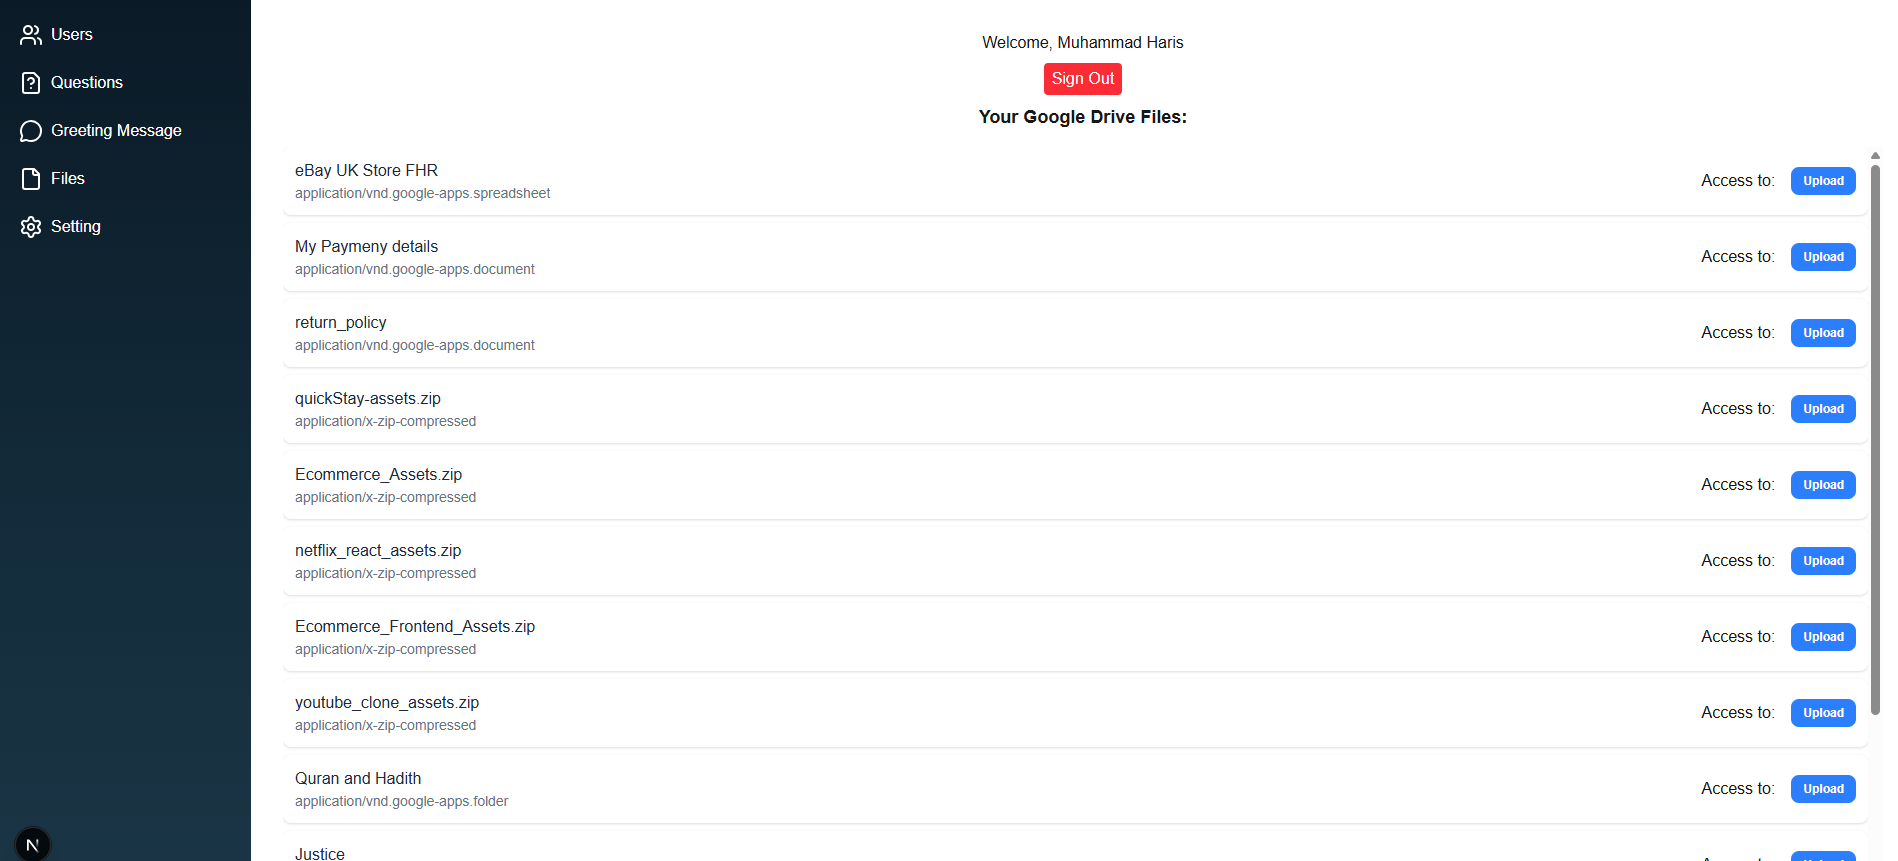 Users
Questions
Greeting Message
Files
Setting
N
Welcome, Muhammad Haris
Sign Out
Your Google Drive Files:
eBay UK Store FHR
application/vnd.google-apps.spreadsheet
Access to: Upload
My Paymeny details
application/vnd.google-apps.document
Access to: Upload
return_policy
application/vnd.google-apps.document
Access to: Upload
quickStay-assets.zip
application/x-zip-compressed
Access to: Upload
Ecommerce_Assets.zip
application/x-zip-compressed
Access to: Upload
netflix_react_assets.zip
application/x-zip-compressed
Access to: Upload
Ecommerce_Frontend_Assets.zip
application/x-zip-compressed
Access to: Upload
youtube_clone_assets.zip
application/x-zip-compressed
Access to: Upload
Quran and Hadith
application/vnd.google-apps.folder
Access to: Upload
Justice